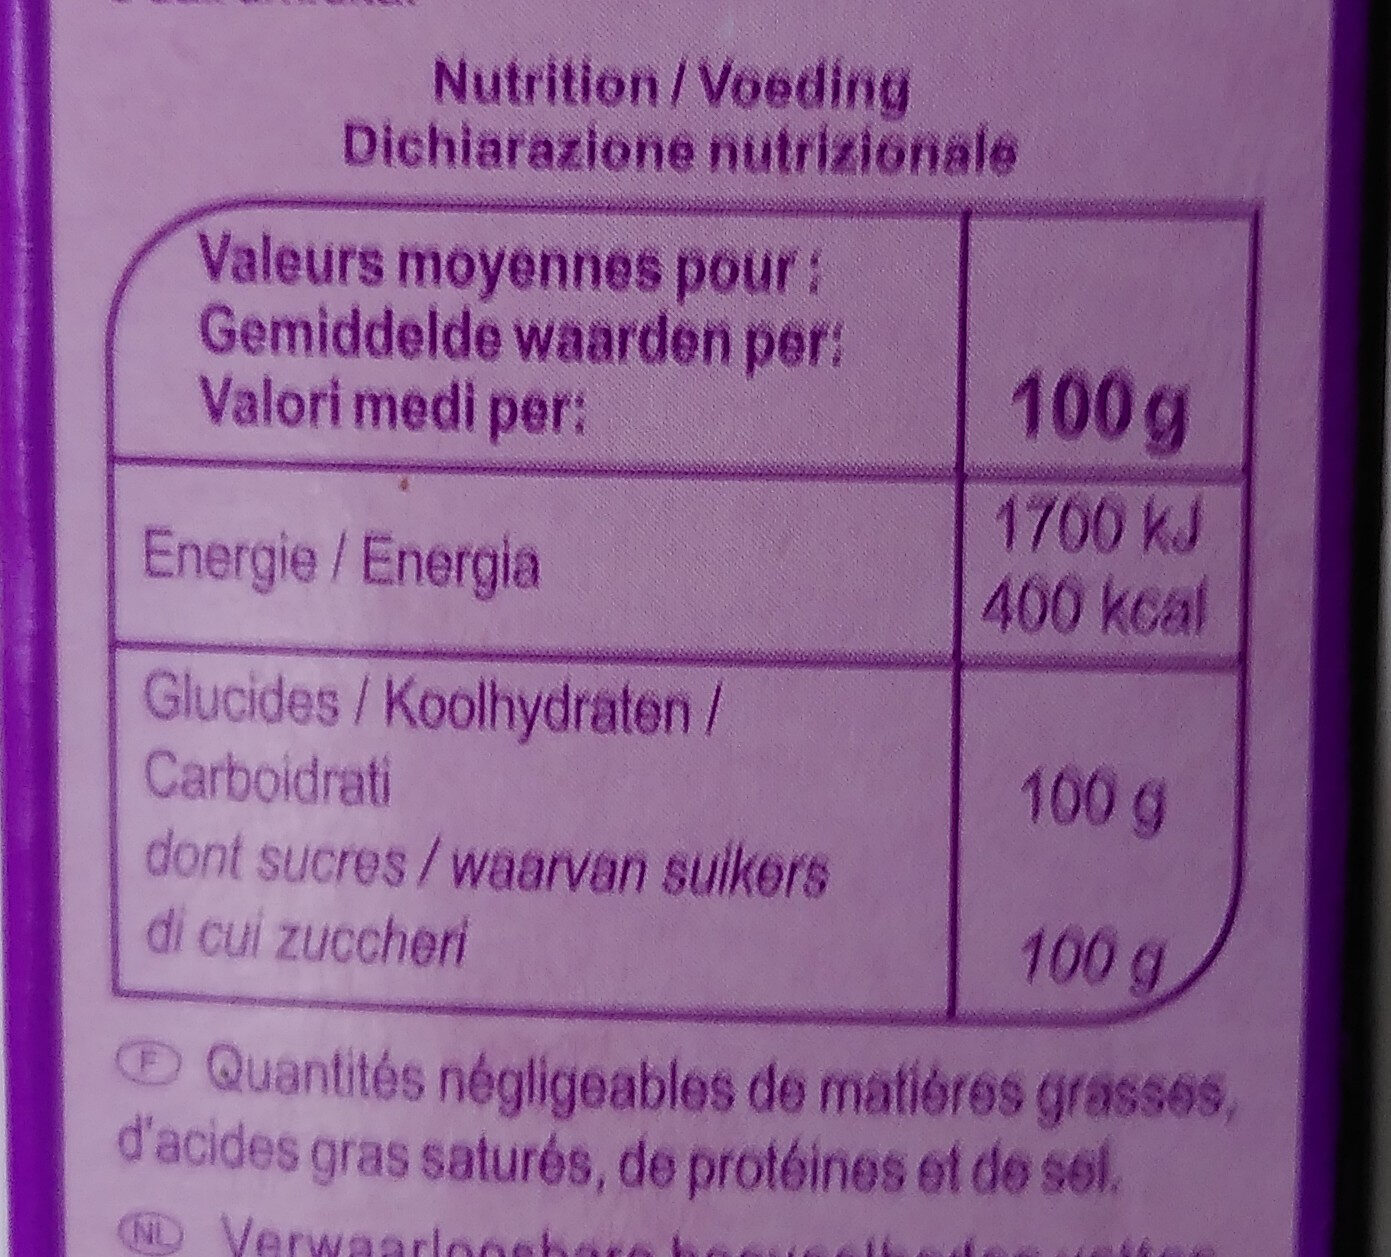 Nutrition / Voeding
Dichiarazione nutrizionale
Valeurs moyennes pour :
Gemiddelde waarden per:
Valori medi per:
100 g
Energie / Energia
1700 kJ
400 kcal
Glucides / Koolhydraten /
Carboidrati
100 g
dont sucres / waarvan suikers
di cui zuccheri
100 g
F Quantités négligeables de matières grasses,
d'acides gras saturés, de protéines et de sel.
NL Verwaarloosbare hoeveelheden